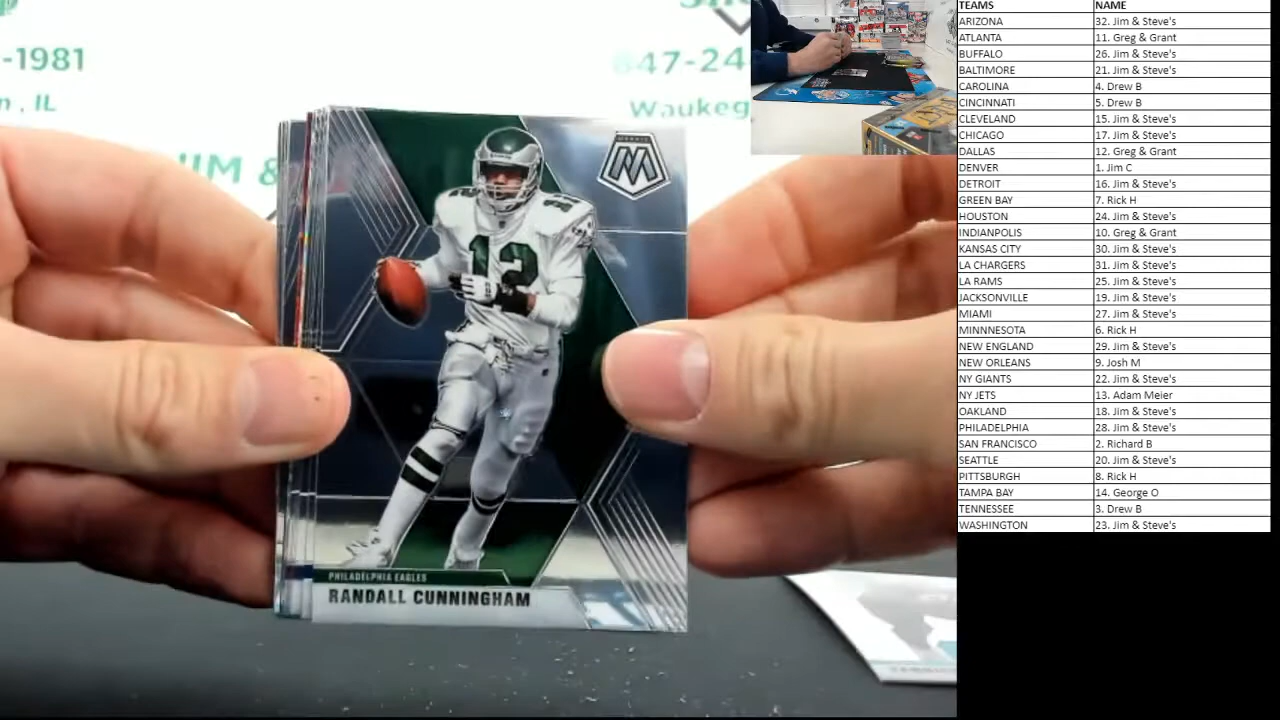 -1981
n , IL
IM &
847-24
Waukeg
MOSAIC
12
12
PHILADELPHIA EAGLES
RANDALL CUNNINGHAM
TEAMS NAME
ARIZONA 32. Jim & Steve's
ATLANTA 11. Greg & Grant
BUFFALO 26. Jim & Steve's
BALTIMORE 21. Jim & Steve's
CAROLINA 4. Drew B
CINCINNATI 5. Drew B
CLEVELAND 15. Jim & Steve's
CHICAGO 17. Jim & Steve's
DALLAS 12. Greg & Grant
DENVER 1. Jim C
DETROIT 16. Jim & Steve's
GREEN BAY 7. Rick H
HOUSTON 24. Jim & Steve's
INDIANPOLIS 10. Greg & Grant
KANSAS CITY 30. Jim & Steve's
LA CHARGERS 31. Jim & Steve's
LA RAMS 25. Jim & Steve's
JACKSONVILLE 19. Jim & Steve's
MIAMI 27. Jim & Steve's
MINNNESOTA 6. Rick H
NEW ENGLAND 29. Jim & Steve's
NEW ORLEANS 9. Josh M
NY GIANTS 22. Jim & Steve's
NY JETS 13. Adam Meier
OAKLAND 18. Jim & Steve's
PHILADELPHIA 28. Jim & Steve's
SAN FRANCISCO 2. Richard B
SEATTLE 20. Jim & Steve's
PITTSBURGH 8. Rick H
TAMPA BAY 14. George O
TENNESSEE 3. Drew B
WASHINGTON 23. Jim & Steve's